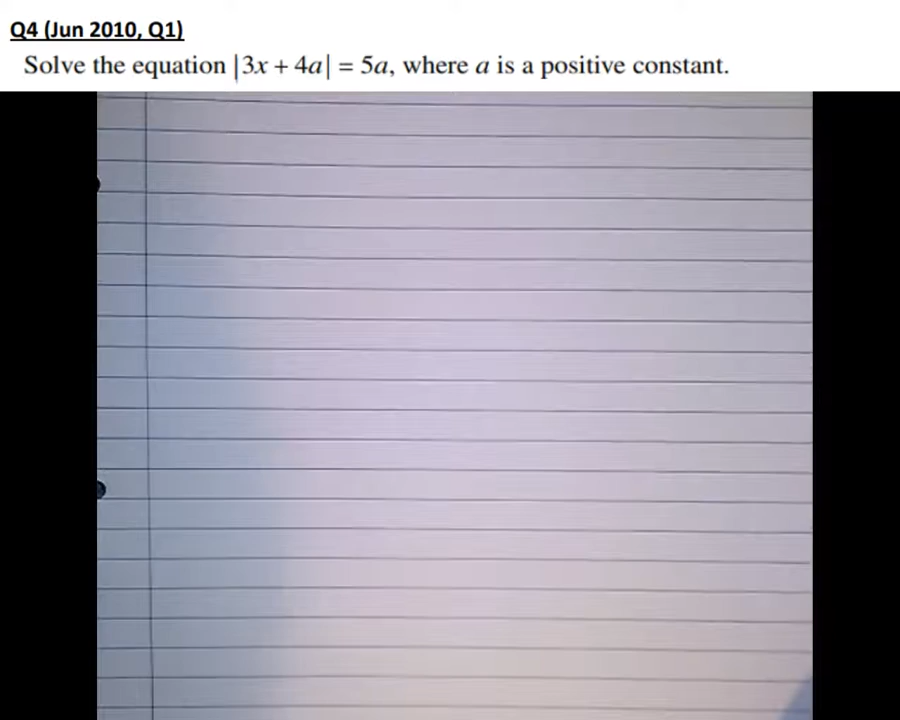 Q4 (Jun 2010, Q1)
Solve the equation |3x + 4a| = 5a, where a is a positive constant.